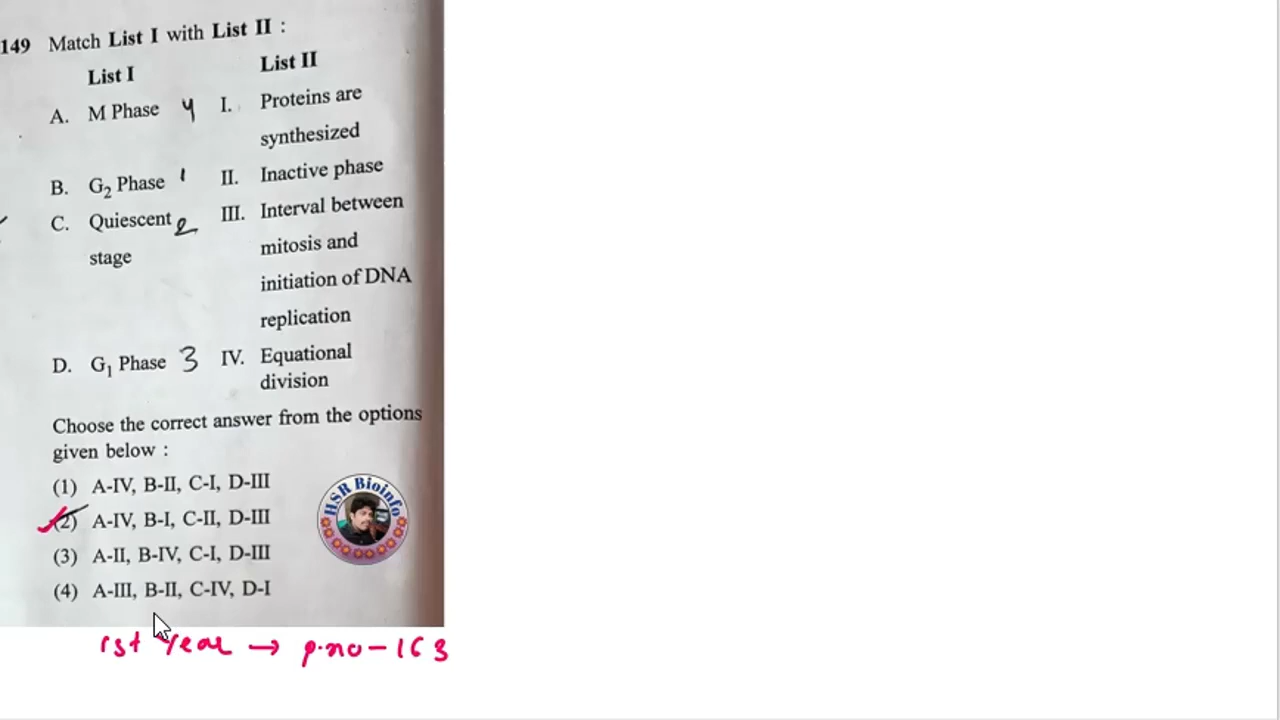 149 Match List I with List II :
List I List II
A. M Phase 4 I. Proteins are
synthesized
B. G₂ Phase 1 II. Inactive phase
C. Quiescent 2 III. Interval between
stage mitosis and
initiation of DNA
replication
D. G₁ Phase 3 IV. Equational
division
Choose the correct answer from the options
given below :
(1) A-IV, B-II, C-I, D-III
(2) A-IV, B-I, C-II, D-III
(3) A-II, B-IV, C-I, D-III
(4) A-III, B-II, C-IV, D-I
HSR Bioinfo
1st year → p.no - 163